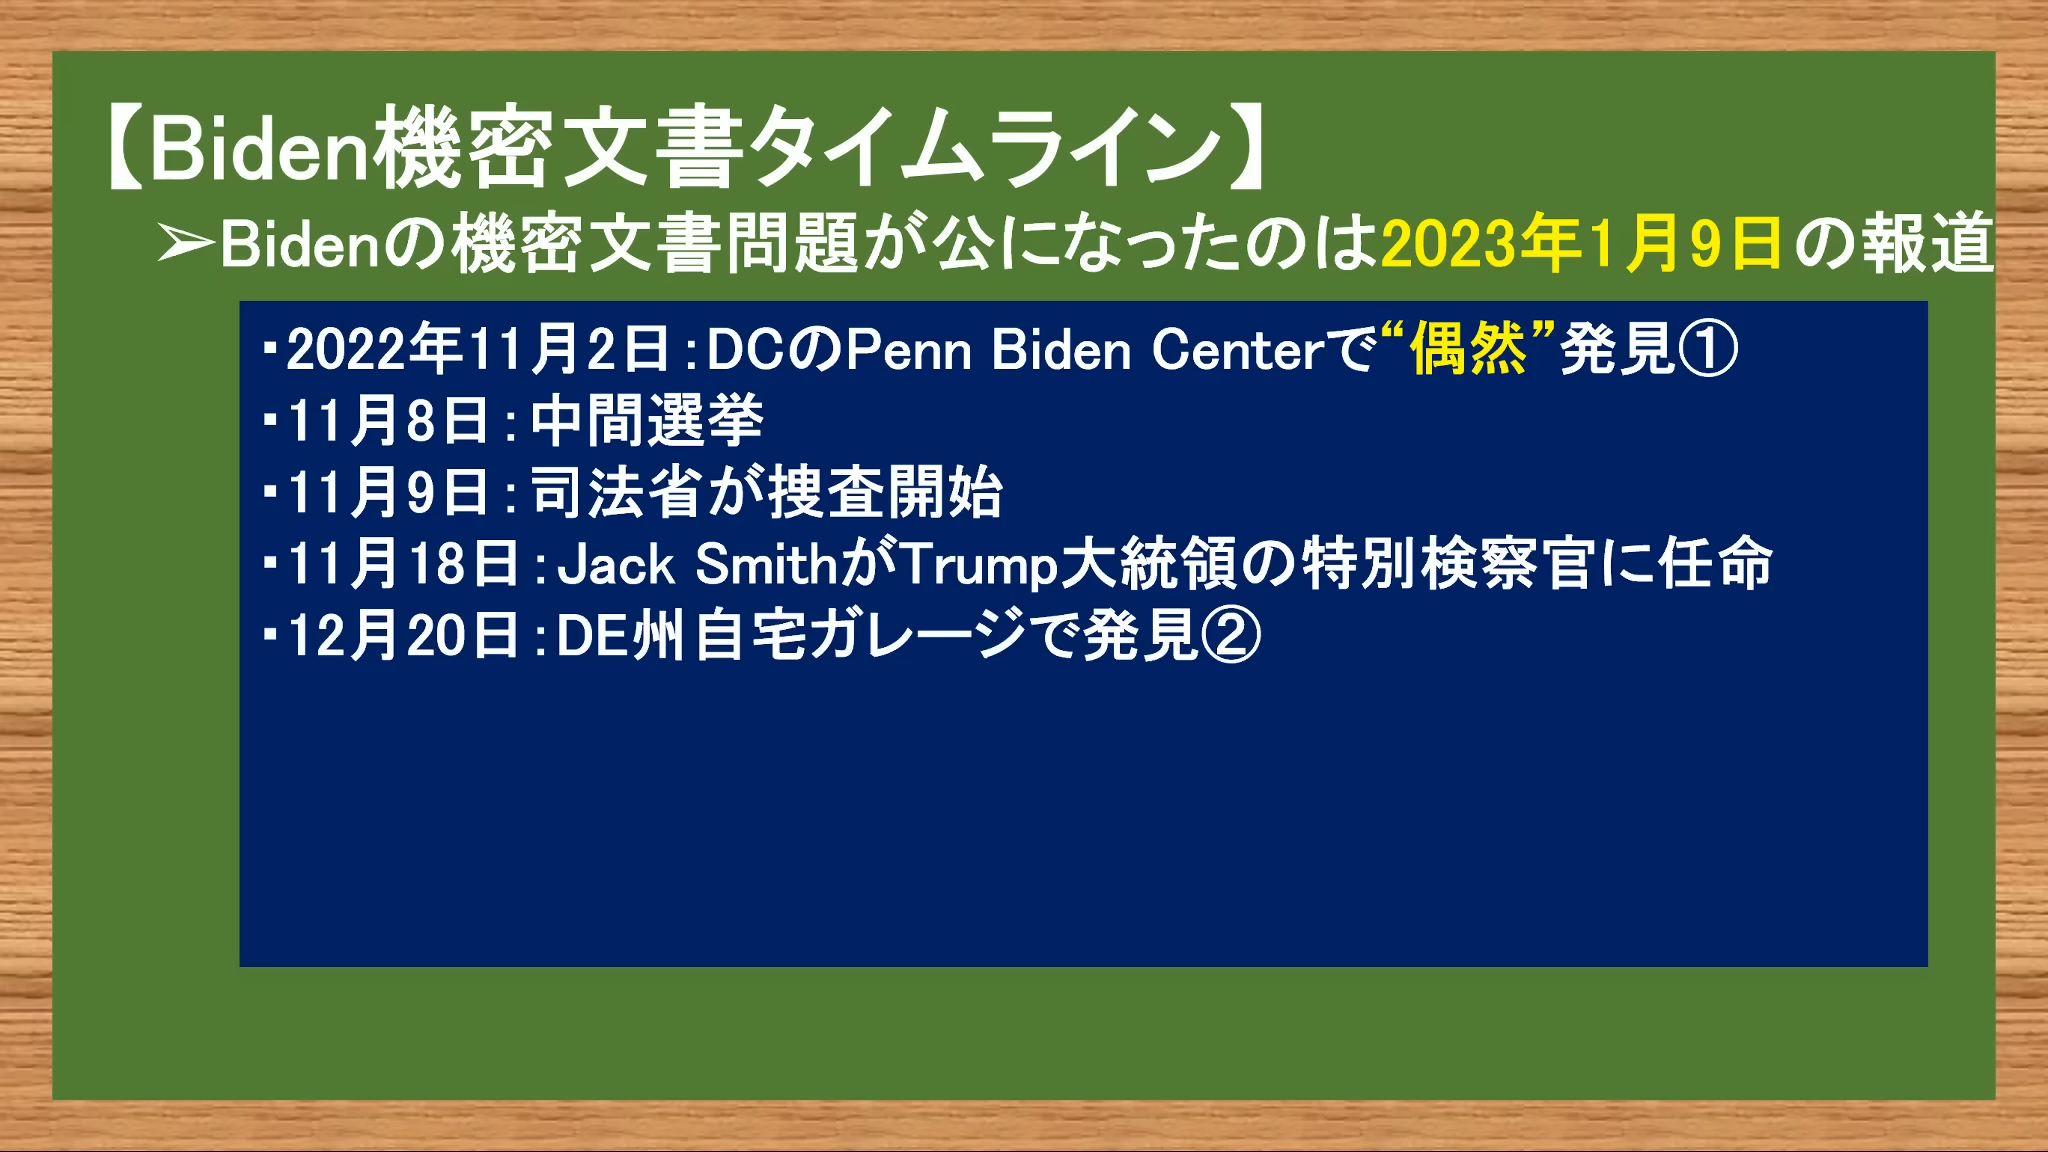 【Biden機密文書タイムライン】
➢Bidenの機密文書問題が公になったのは2023年1月9日の報道
・2022年11月2日：DCのPenn Biden Centerで“偶然”発見①
・11月8日：中間選挙
・11月9日：司法省が捜査開始
・11月18日：Jack SmithがTrump大統領の特別検察官に任命
・12月20日：DE州自宅ガレージで発見②